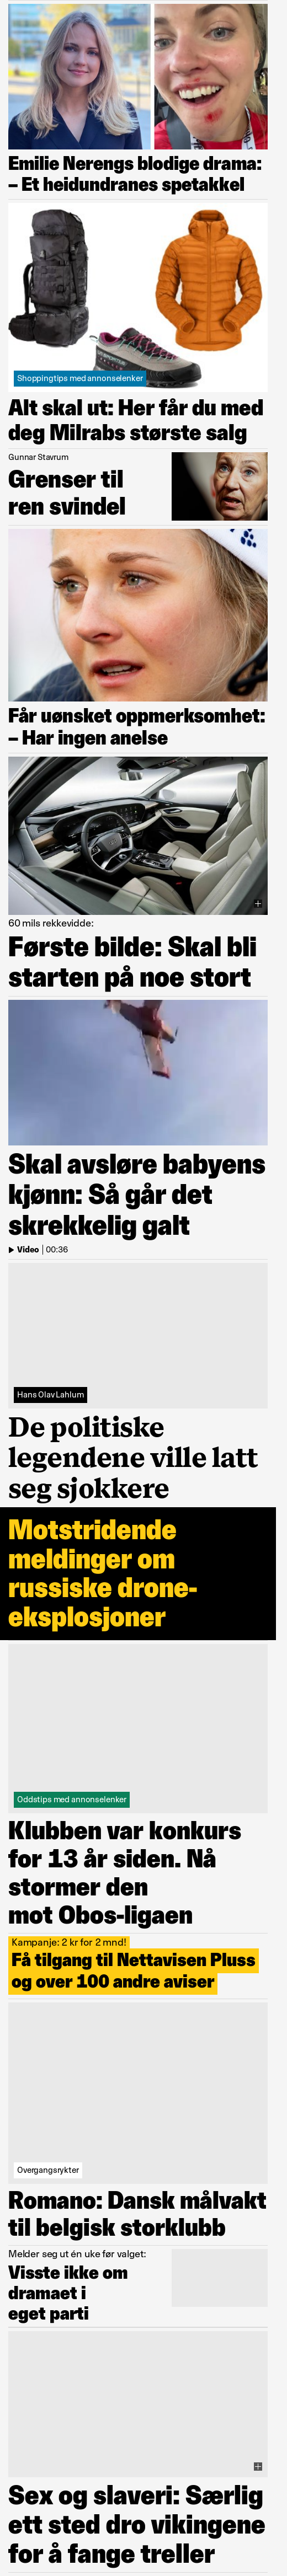 Emilie Nerengs blodige drama:
– Et heidundranes spetakkel
Shoppingtips med annonselenker
Alt skal ut: Her får du med
deg Milrabs største salg
Gunnar Stavrum
Grenser til
ren svindel
Får uønsket oppmerksomhet:
– Har ingen anelse
60 mils rekkevidde:
Første bilde: Skal bli
starten på noe stort
Skal avsløre babyens
kjønn: Så går det
skrekkelig galt
Video | 00:36
Hans Olav Lahlum
De politiske
legendene ville latt
seg sjokkere
Motstridende
meldinger om
russiske drone-
eksplosjoner
Oddstips med annonselenker
Klubben var konkurs
for 13 år siden. Nå
stormer den
mot Obos-ligaen
Kampanje: 2 kr for 2 mnd!
Få tilgang til Nettavisen Pluss
og over 100 andre aviser
Overgangsrykter
Romano: Dansk målvakt
til belgisk storklubb
Melder seg ut én uke før valget:
Visste ikke om
dramaet i
eget parti
Sex og slaveri: Særlig
ett sted dro vikingene
for å fange treller